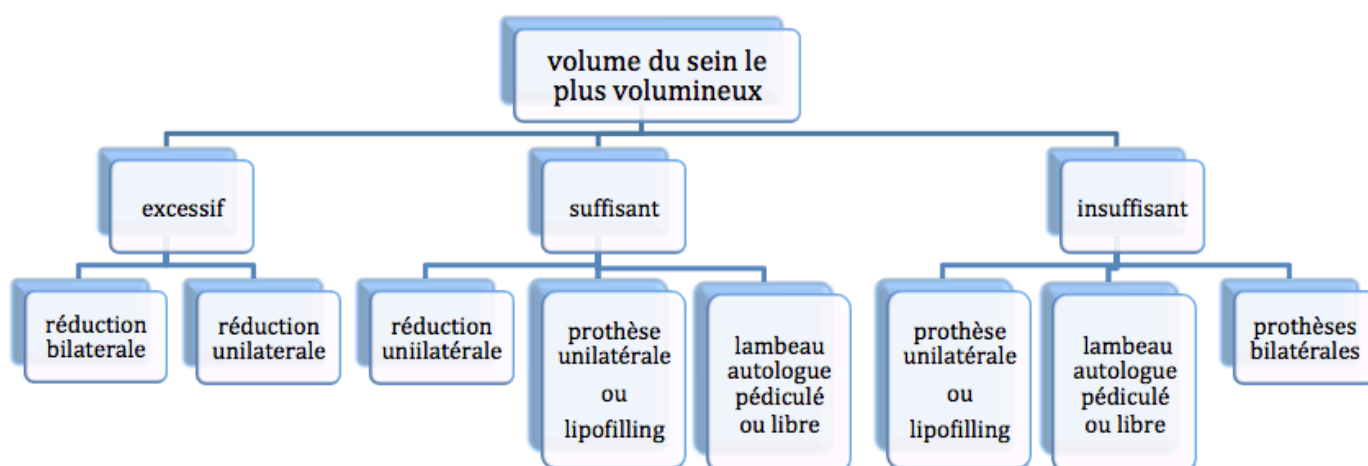 volume du sein le
plus volumineux
excessif
suffisant
insuffisant
réduction
bilaterale
réduction
unilaterale
réduction
uniilatérale
prothèse
unilatérale
ou
lipofilling
lambeau
autologue
pédiculé
ou libre
prothèse
unilatérale
ou
lipofilling
lambeau
autologue
pédiculé
ou libre
prothèses
bilatérales